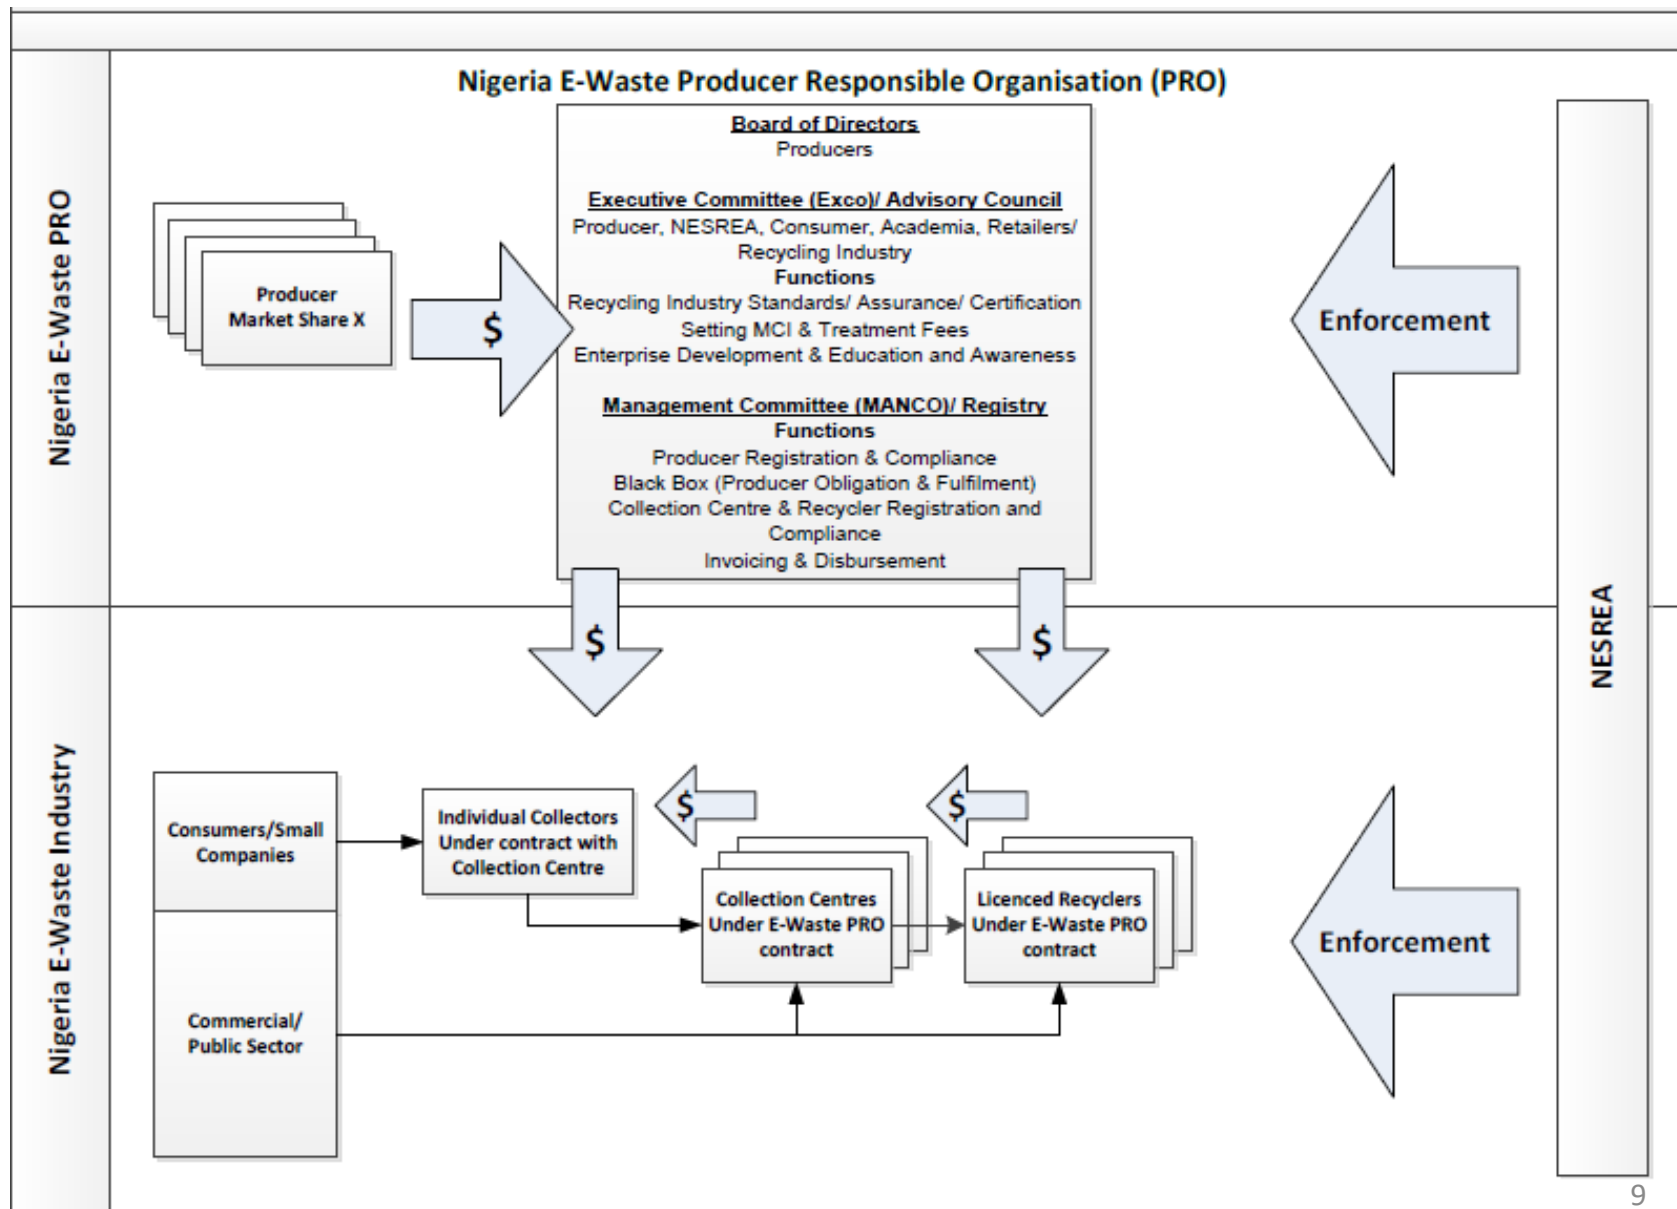 Nigeria E-Waste Producer Responsible Organisation (PRO)
Nigeria E-Waste PRO
Producer
Market Share X
$
Board of Directors
Producers
Executive Committee (Exco)/ Advisory Council
Producer, NESREA, Consumer, Academia, Retailers/
Recycling Industry
Functions
Recycling Industry Standards/ Assurance/ Certification
Setting MCI & Treatment Fees
Enterprise Development & Education and Awareness
Management Committee (MANCO)/ Registry
Functions
Producer Registration & Compliance
Black Box (Producer Obligation & Fulfilment)
Collection Centre & Recycler Registration and
Compliance
Invoicing & Disbursement
Enforcement
NESREA
$
$
Nigeria E-Waste Industry
Consumers/Small
Companies
Commercial/
Public Sector
Individual Collectors
Under contract with
Collection Centre
$
Collection Centres
Under E-Waste PRO
contract
$
Licenced Recyclers
Under E-Waste PRO
contract
Enforcement
9